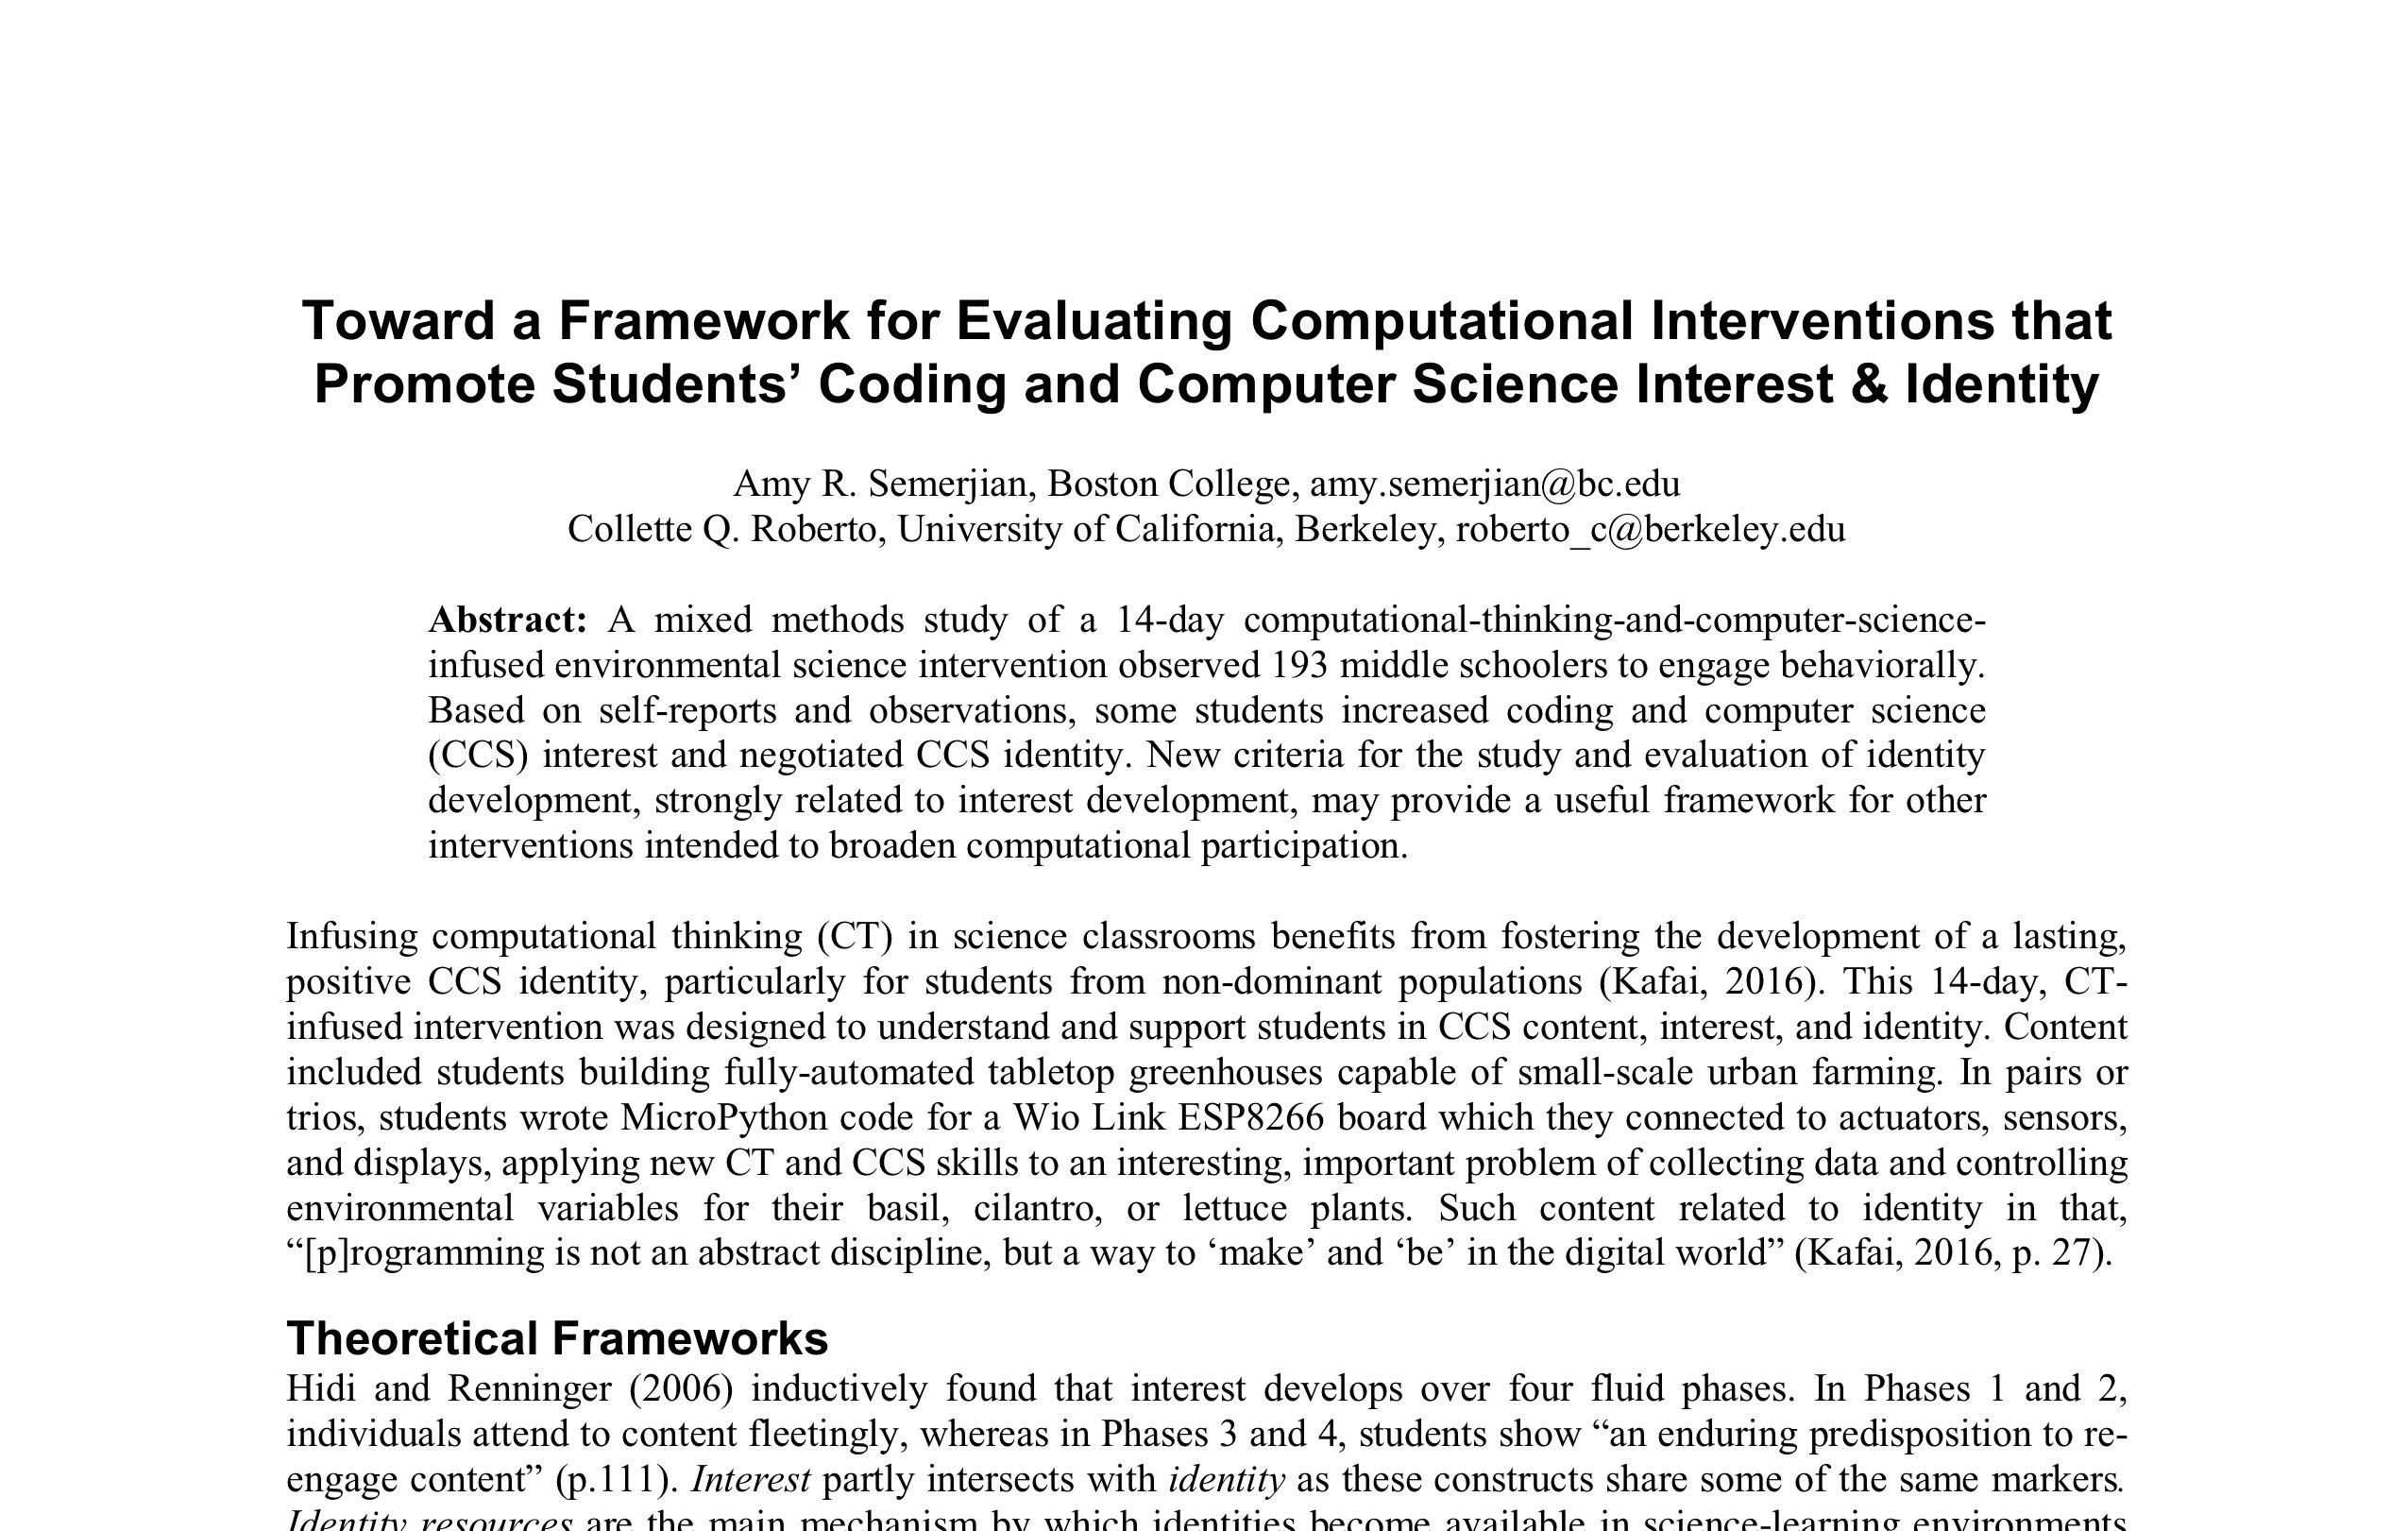 Toward a Framework for Evaluating Computational Interventions that
Promote Students’ Coding and Computer Science Interest & Identity
Amy R. Semerjian, Boston College, amy.semerjian@bc.edu
Collette Q. Roberto, University of California, Berkeley, roberto_c@berkeley.edu
Abstract: A mixed methods study of a 14-day computational-thinking-and-computer-science-
infused environmental science intervention observed 193 middle schoolers to engage behaviorally.
Based on self-reports and observations, some students increased coding and computer science
(CCS) interest and negotiated CCS identity. New criteria for the study and evaluation of identity
development, strongly related to interest development, may provide a useful framework for other
interventions intended to broaden computational participation.
Infusing computational thinking (CT) in science classrooms benefits from fostering the development of a lasting,
positive CCS identity, particularly for students from non-dominant populations (Kafai, 2016). This 14-day, CT-
infused intervention was designed to understand and support students in CCS content, interest, and identity. Content
included students building fully-automated tabletop greenhouses capable of small-scale urban farming. In pairs or
trios, students wrote MicroPython code for a Wio Link ESP8266 board which they connected to actuators, sensors,
and displays, applying new CT and CCS skills to an interesting, important problem of collecting data and controlling
environmental variables for their basil, cilantro, or lettuce plants. Such content related to identity in that,
“[p]rogramming is not an abstract discipline, but a way to ‘make’ and ‘be’ in the digital world” (Kafai, 2016, p. 27).
Theoretical Frameworks
Hidi and Renninger (2006) inductively found that interest develops over four fluid phases. In Phases 1 and 2,
individuals attend to content fleetingly, whereas in Phases 3 and 4, students show “an enduring predisposition to re-
engage content” (p.111). Interest partly intersects with identity as these constructs share some of the same markers.
Identity resources are the main mechanism by which identities become available in science-learning environments